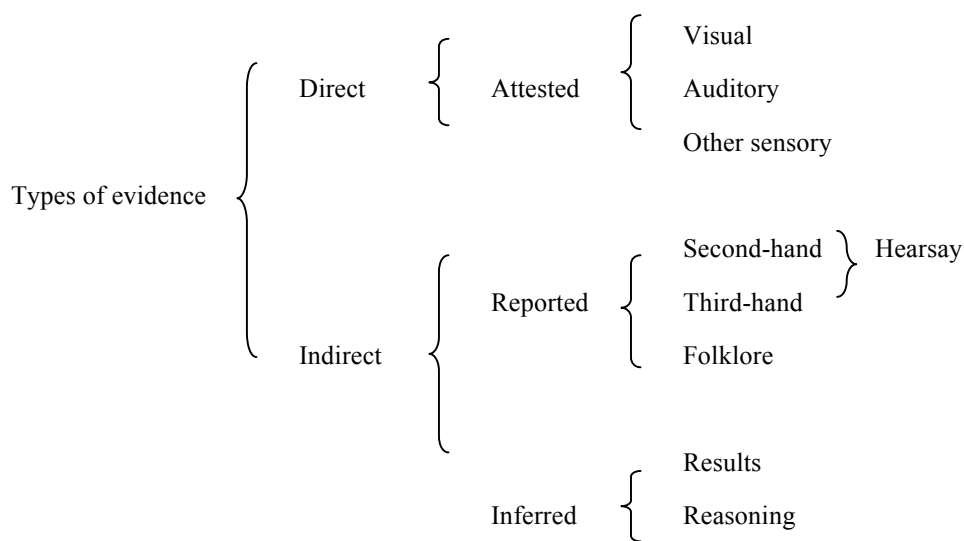 Visual
Direct Attested Auditory
Other sensory
Types of evidence
Second-hand Hearsay
Reported Third-hand
Indirect Folklore
Results
Inferred Reasoning